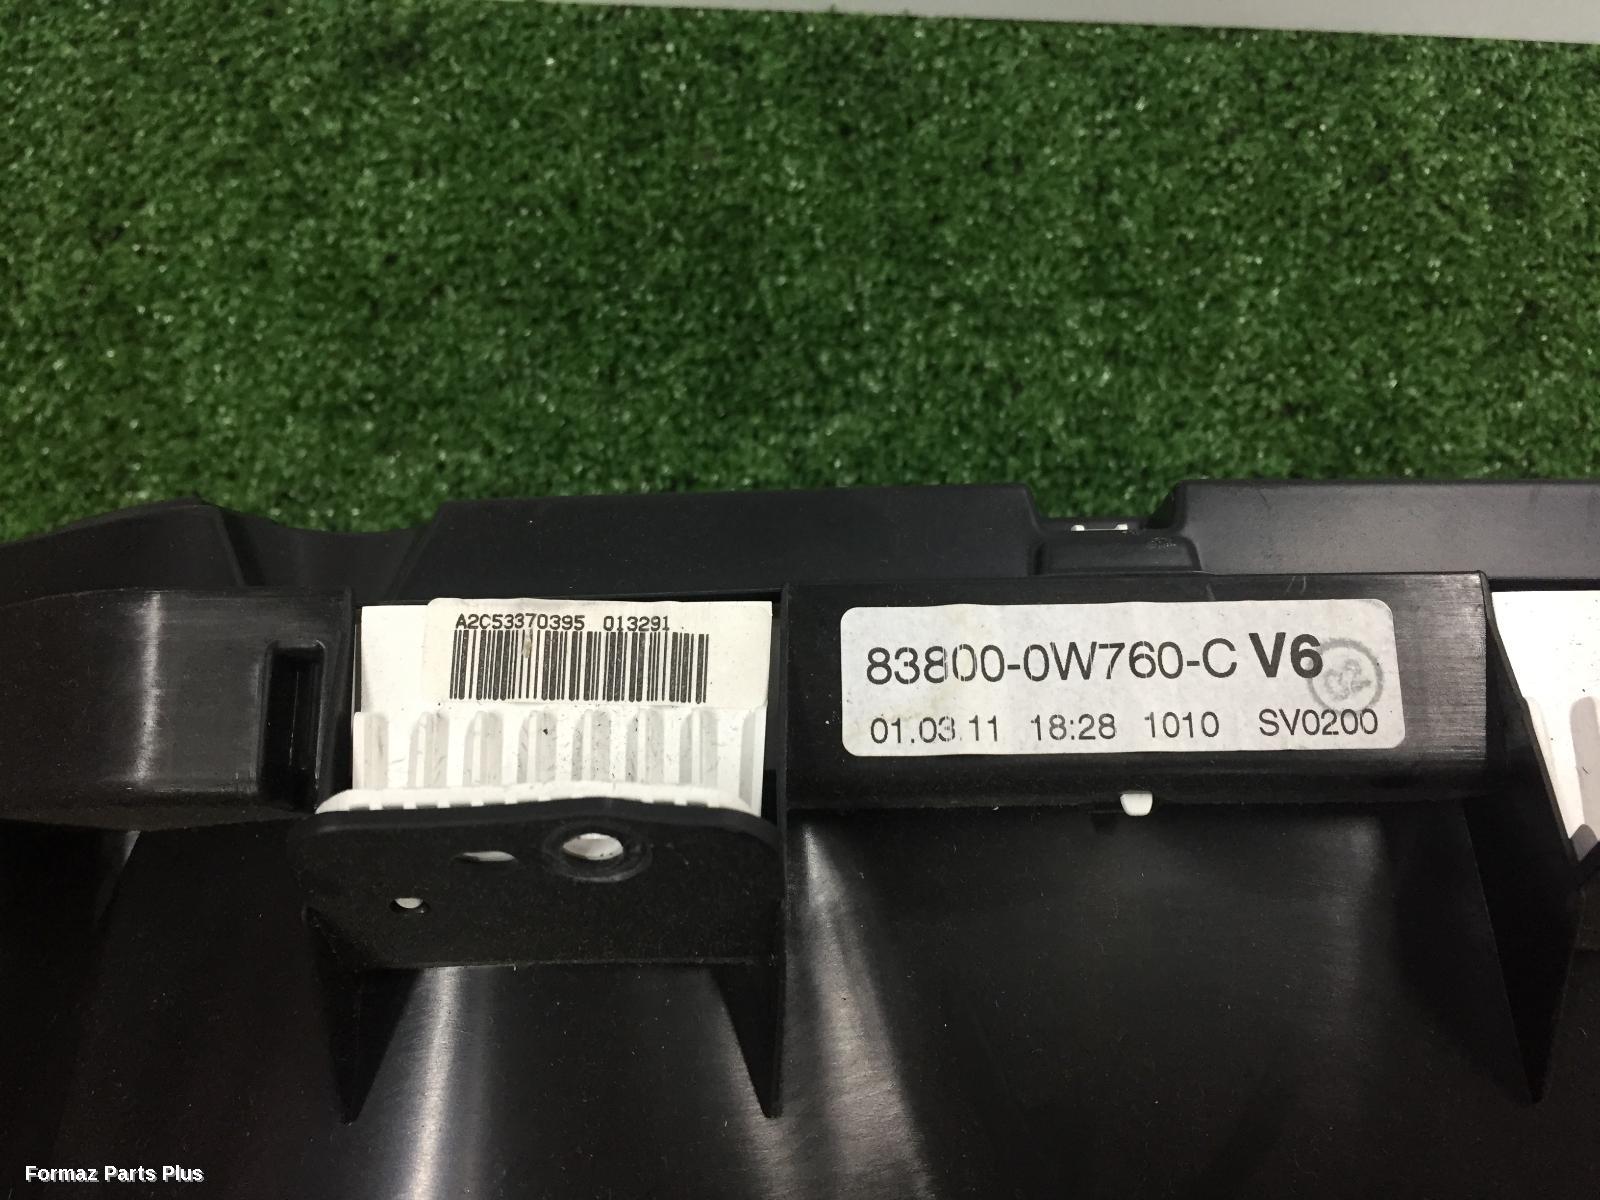 A2C53370395 013291
83800-0W760-C V6
01.03.11 18:28 1010 SV0200
Formaz Parts Plus